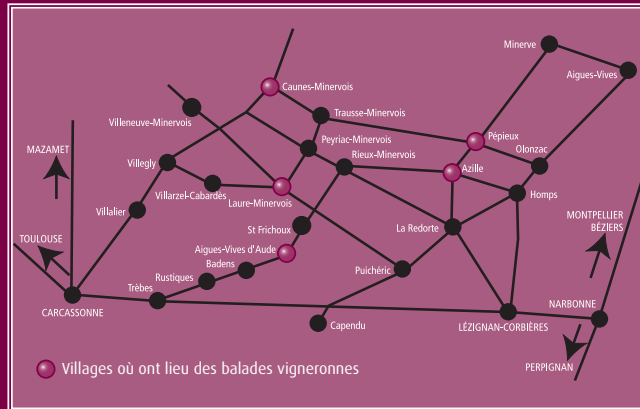 Minerve
Aigues-Vives
Caunes-Minervois
Trausse-Minervois
Villeneuve-Minervois
Pépieux
Peyriac-Minervois
Olonzac
MAZAMET
Rieux-Minervois
Villegly
Azille
Villarzel-Cabardès
Homps
Laure-Minervois
Villalier
MONTPELLIER
BÉZIERS
St Frichoux
La Redorte
TOULOUSE
Aigues-Vives d'Aude
Badens
Puichéric
Rustiques
Trèbes
NARBONNE
CARCASSONNE
Capendu
LÉZIGNAN-CORBIÈRES
PERPIGNAN
Villages où ont lieu des balades vigneronnes